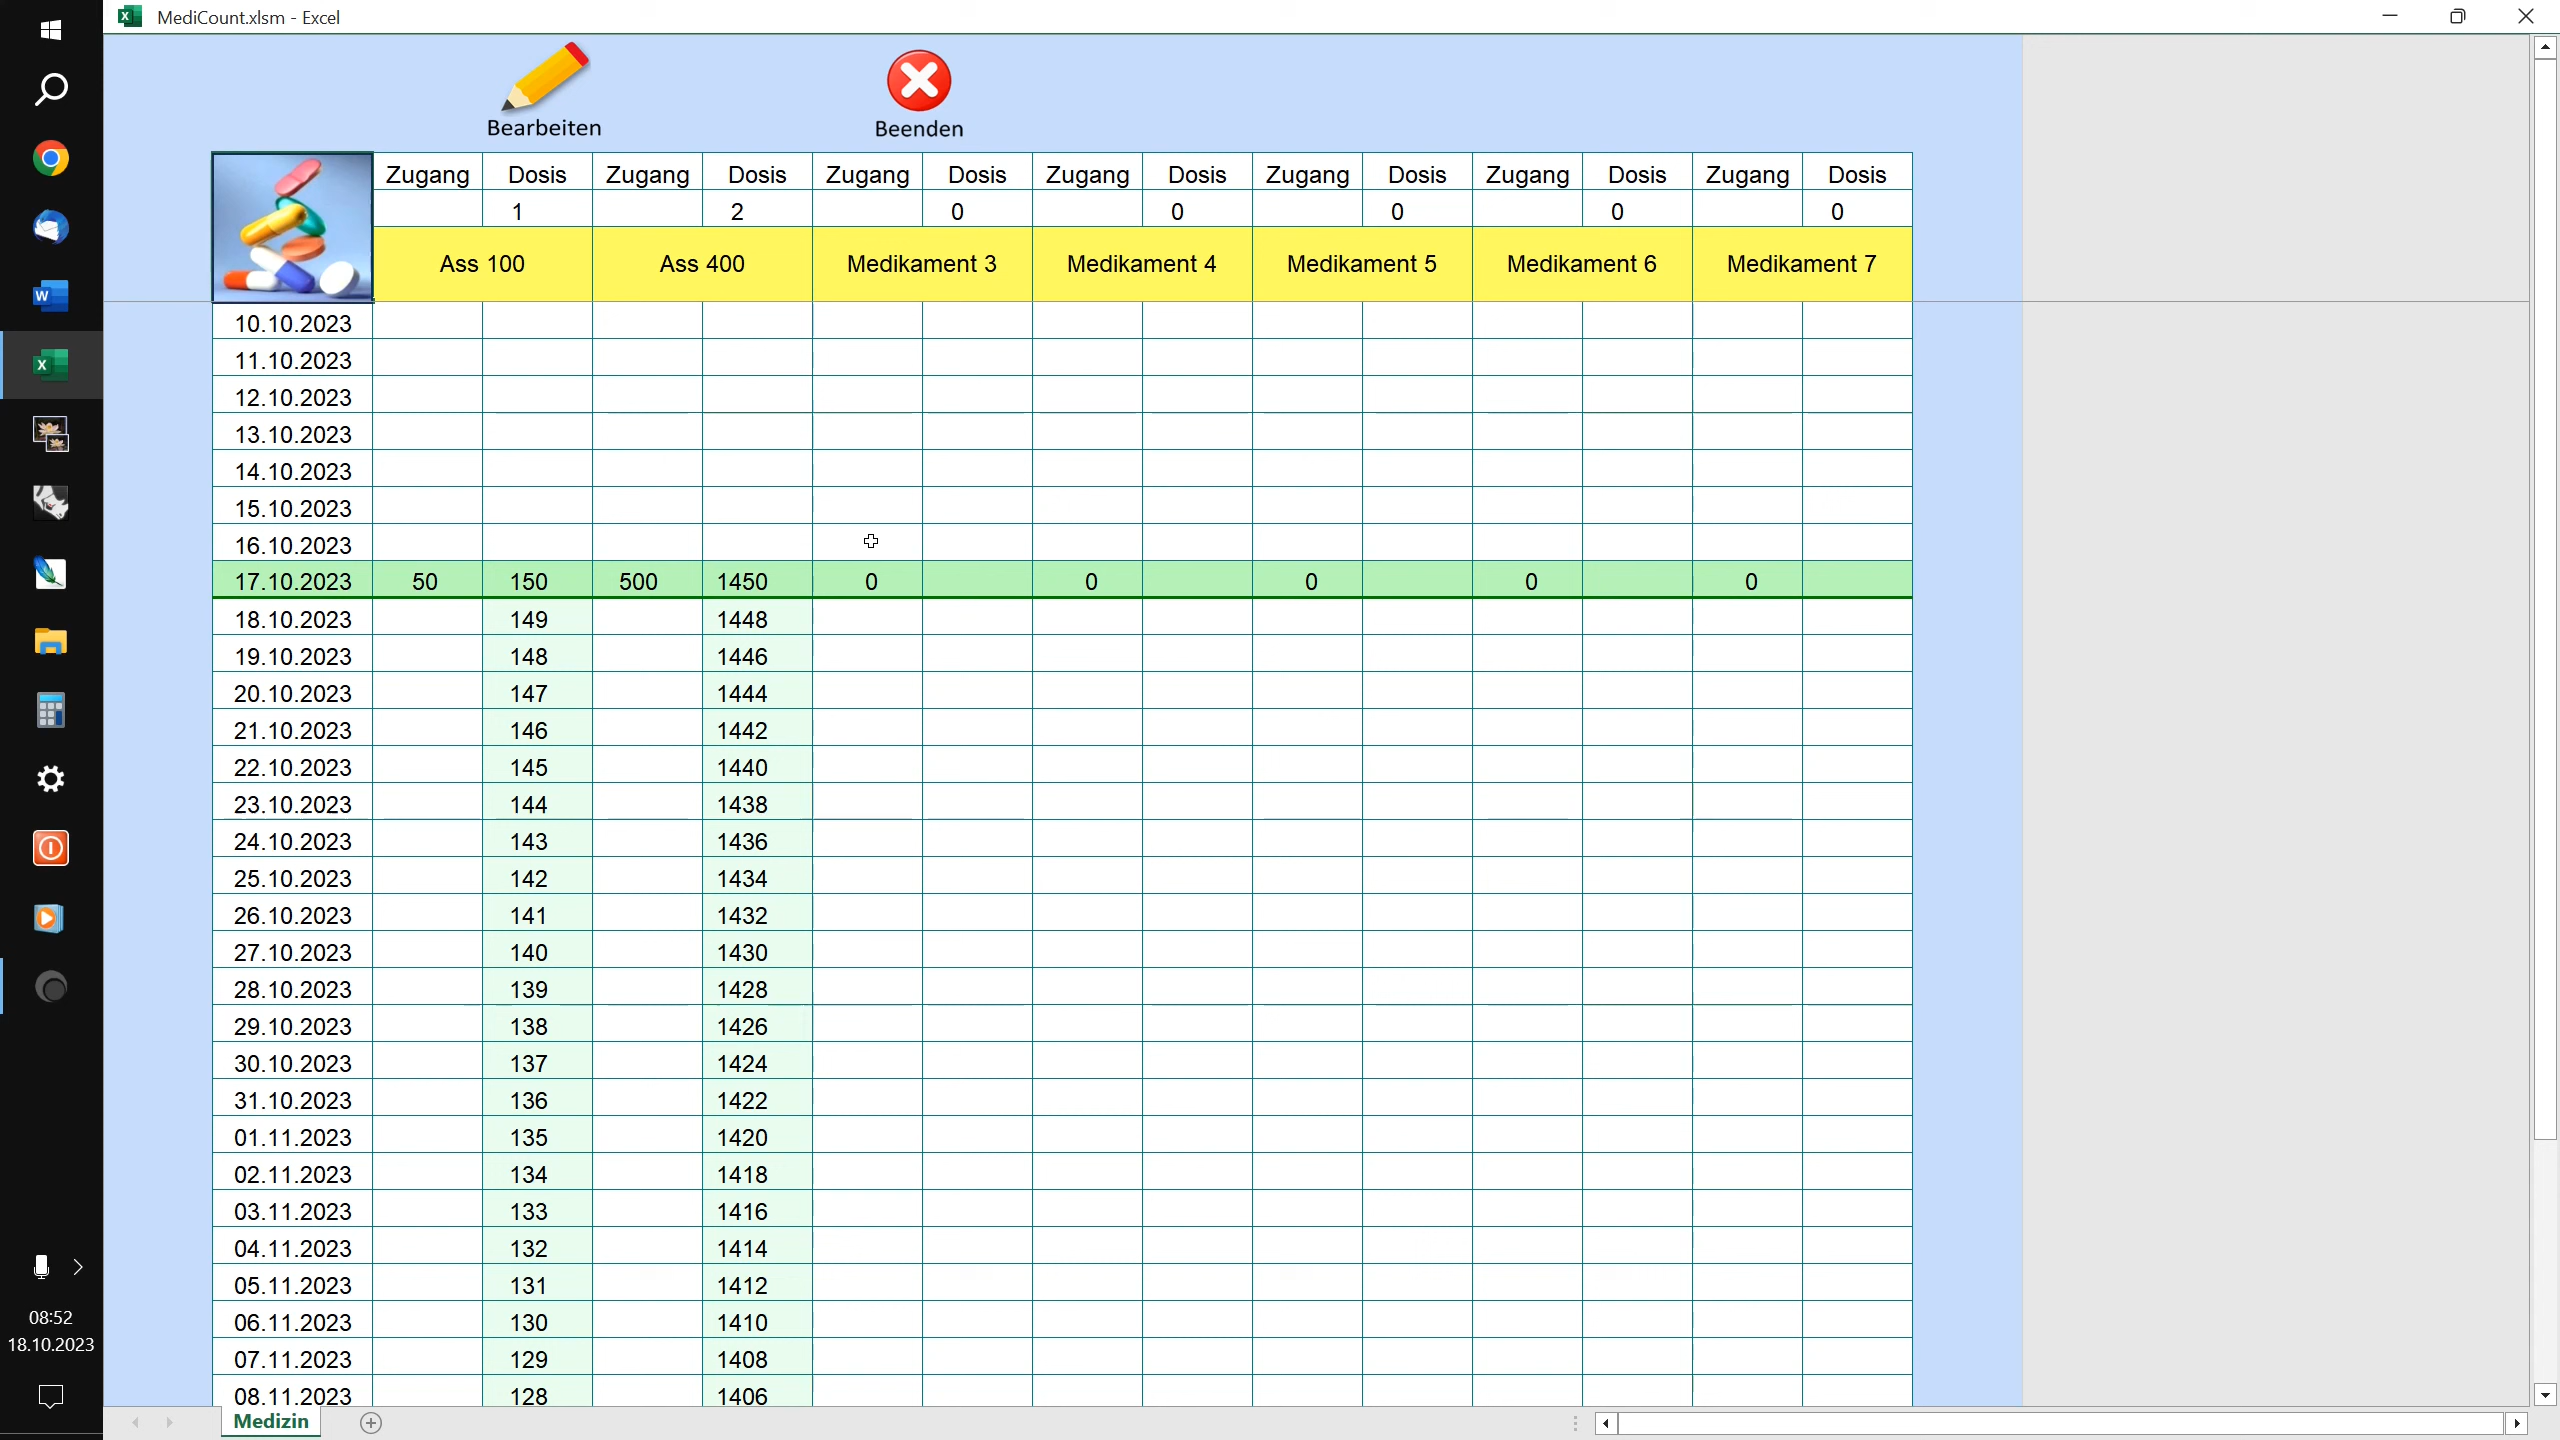 MediCount.xlsm - Excel
Bearbeiten Beenden
Zugang Dosis Zugang Dosis Zugang Dosis Zugang Dosis Zugang Dosis Zugang Dosis Zugang Dosis
1 2 0 0 0 0 0
Ass 100 Ass 400 Medikament 3 Medikament 4 Medikament 5 Medikament 6 Medikament 7
10.10.2023
11.10.2023
12.10.2023
13.10.2023
14.10.2023
15.10.2023
16.10.2023
17.10.2023 50 150 500 1450 0 0 0 0 0
18.10.2023 149 1448
19.10.2023 148 1446
20.10.2023 147 1444
21.10.2023 146 1442
22.10.2023 145 1440
23.10.2023 144 1438
24.10.2023 143 1436
25.10.2023 142 1434
26.10.2023 141 1432
27.10.2023 140 1430
28.10.2023 139 1428
29.10.2023 138 1426
30.10.2023 137 1424
31.10.2023 136 1422
01.11.2023 135 1420
02.11.2023 134 1418
03.11.2023 133 1416
04.11.2023 132 1414
05.11.2023 131 1412
06.11.2023 130 1410
07.11.2023 129 1408
08.11.2023 128 1406
Medizin
08:52
18.10.2023